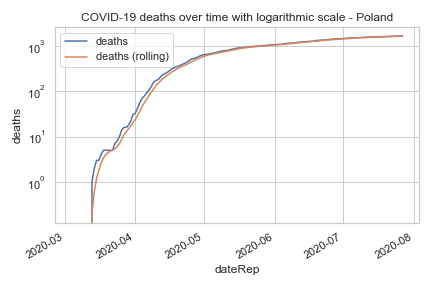 COVID-19 deaths over time with logarithmic scale - Poland
deaths
deaths (rolling)
10³
10²
10¹
10⁰
deaths
2020-03
2020-04
2020-05
2020-06
2020-07
2020-08
dateRep